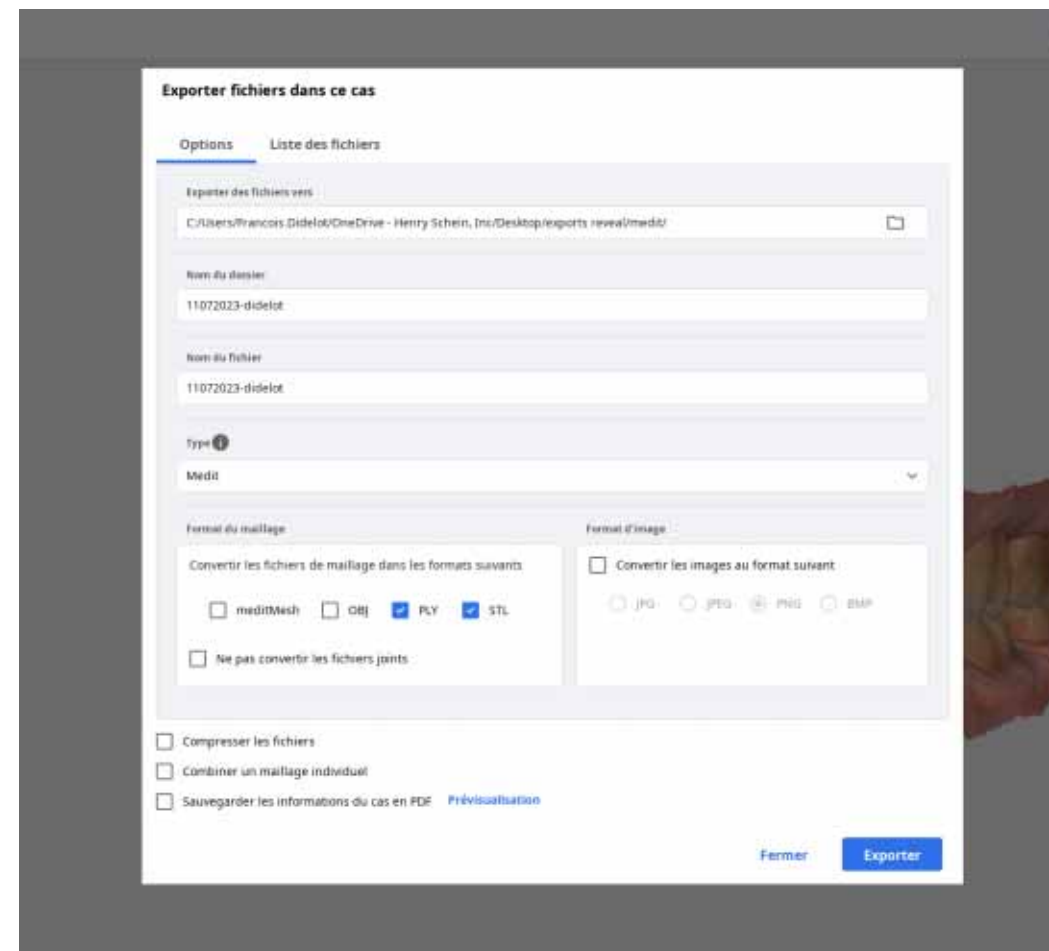 Exporter fichiers dans ce cas
Options Liste des fichiers
Exporter des fichiers vers
C:/Users/Francois.Didelot/OneDrive - Henry Schein, Inc/Desktop/exports reveal/medit/
Nom du dossier
11072023-didelot
Nom du fichier
11072023-didelot
Type i
Medit
Format du maillage Format d'image
Convertir les fichiers de maillage dans les formats suivants Convertir les images au format suivant
meditMesh OBJ PLY STL JPG JPEG PNG BMP
Ne pas convertir les fichiers joints
Compresser les fichiers
Combiner un maillage individuel
Sauvegarder les informations du cas en PDF Prévisualisation
Fermer Exporter